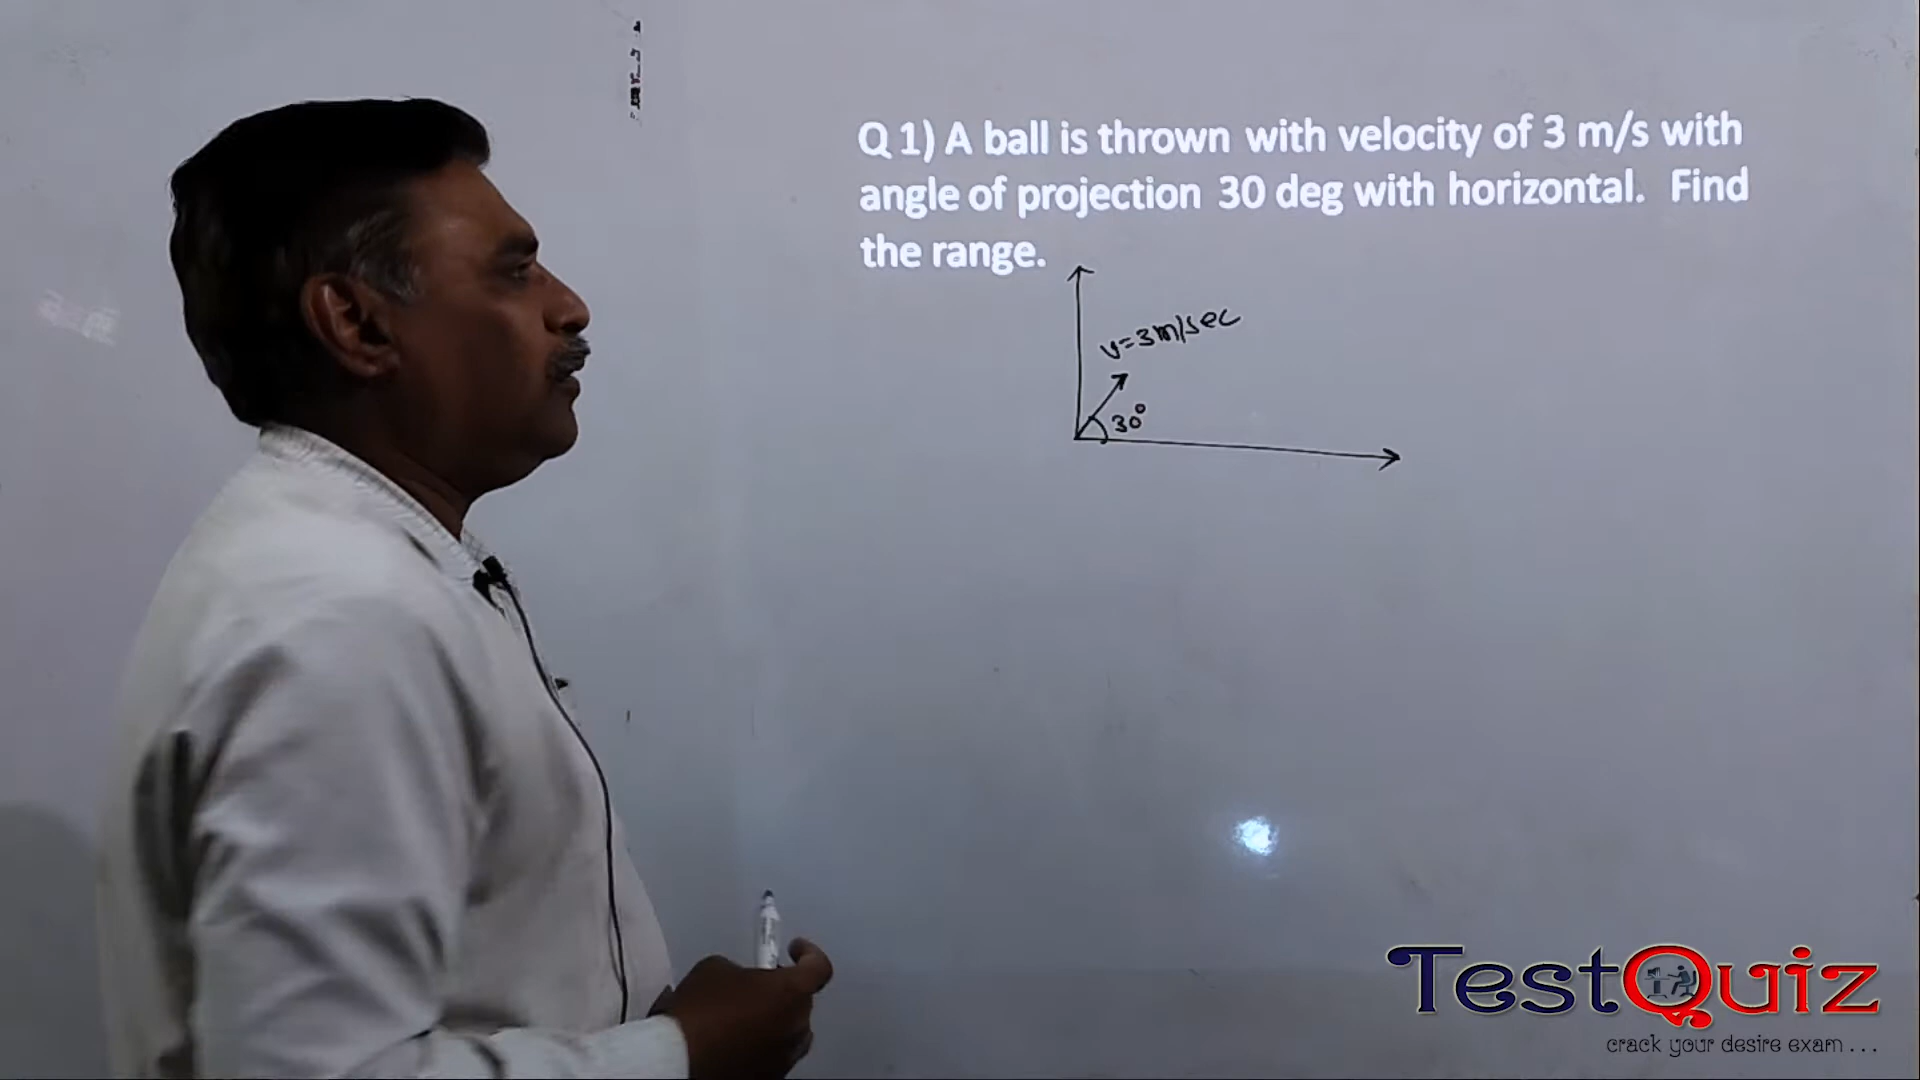 Q 1) A ball is thrown with velocity of 3 m/s with
angle of projection 30 deg with horizontal. Find
the range.
v=3m/sec
30°
TestQuiz
crack your desire exam . . .